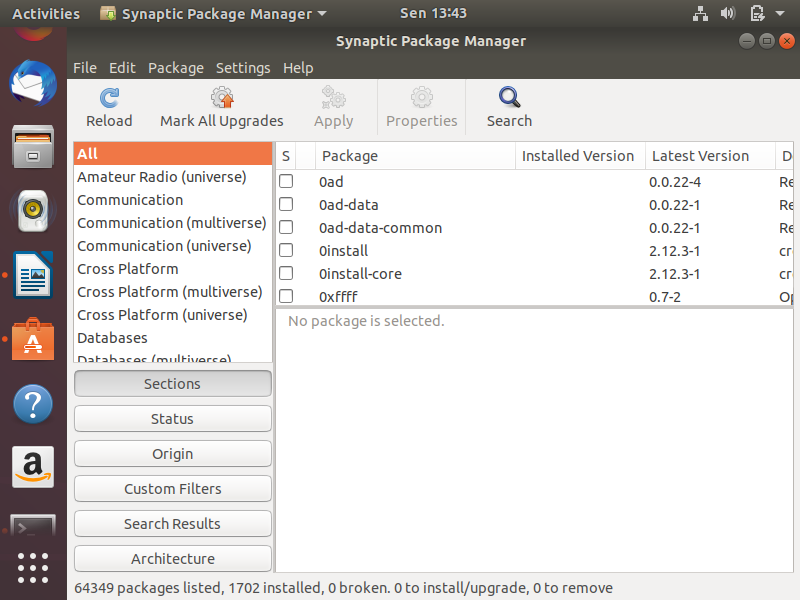 Activities Synaptic Package Manager Sen 13:43
Synaptic Package Manager
File Edit Package Settings Help
Reload Mark All Upgrades Apply Properties Search
All
Amateur Radio (universe)
Communication
Communication (multiverse)
Communication (universe)
Cross Platform
Cross Platform (multiverse)
Cross Platform (universe)
Databases
Databases (multiverse)
Sections
Status
Origin
Custom Filters
Search Results
Architecture
S Package Installed Version Latest Version
0ad 0.0.22-4 Re
0ad-data 0.0.22-1 Re
0ad-data-common 0.0.22-1 Re
0install 2.12.3-1 cr
0install-core 2.12.3-1 cr
0xffff 0.7-2 Op
No package is selected.
64349 packages listed, 1702 installed, 0 broken. 0 to install/upgrade, 0 to remove